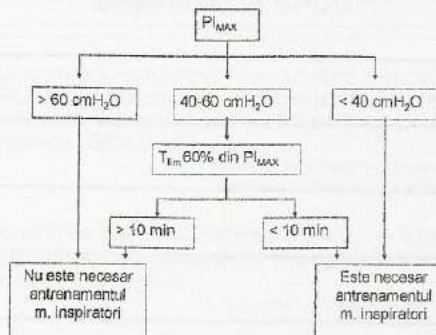 PI_MAX
> 60 cmH₂O
40-60 cmH₂O
< 40 cmH₂O
T_lim 60% din PI_MAX
> 10 min
< 10 min
Nu este necesar
antrenamentul
m. inspiratori
Este necesar
antrenamentul
m. inspiratori